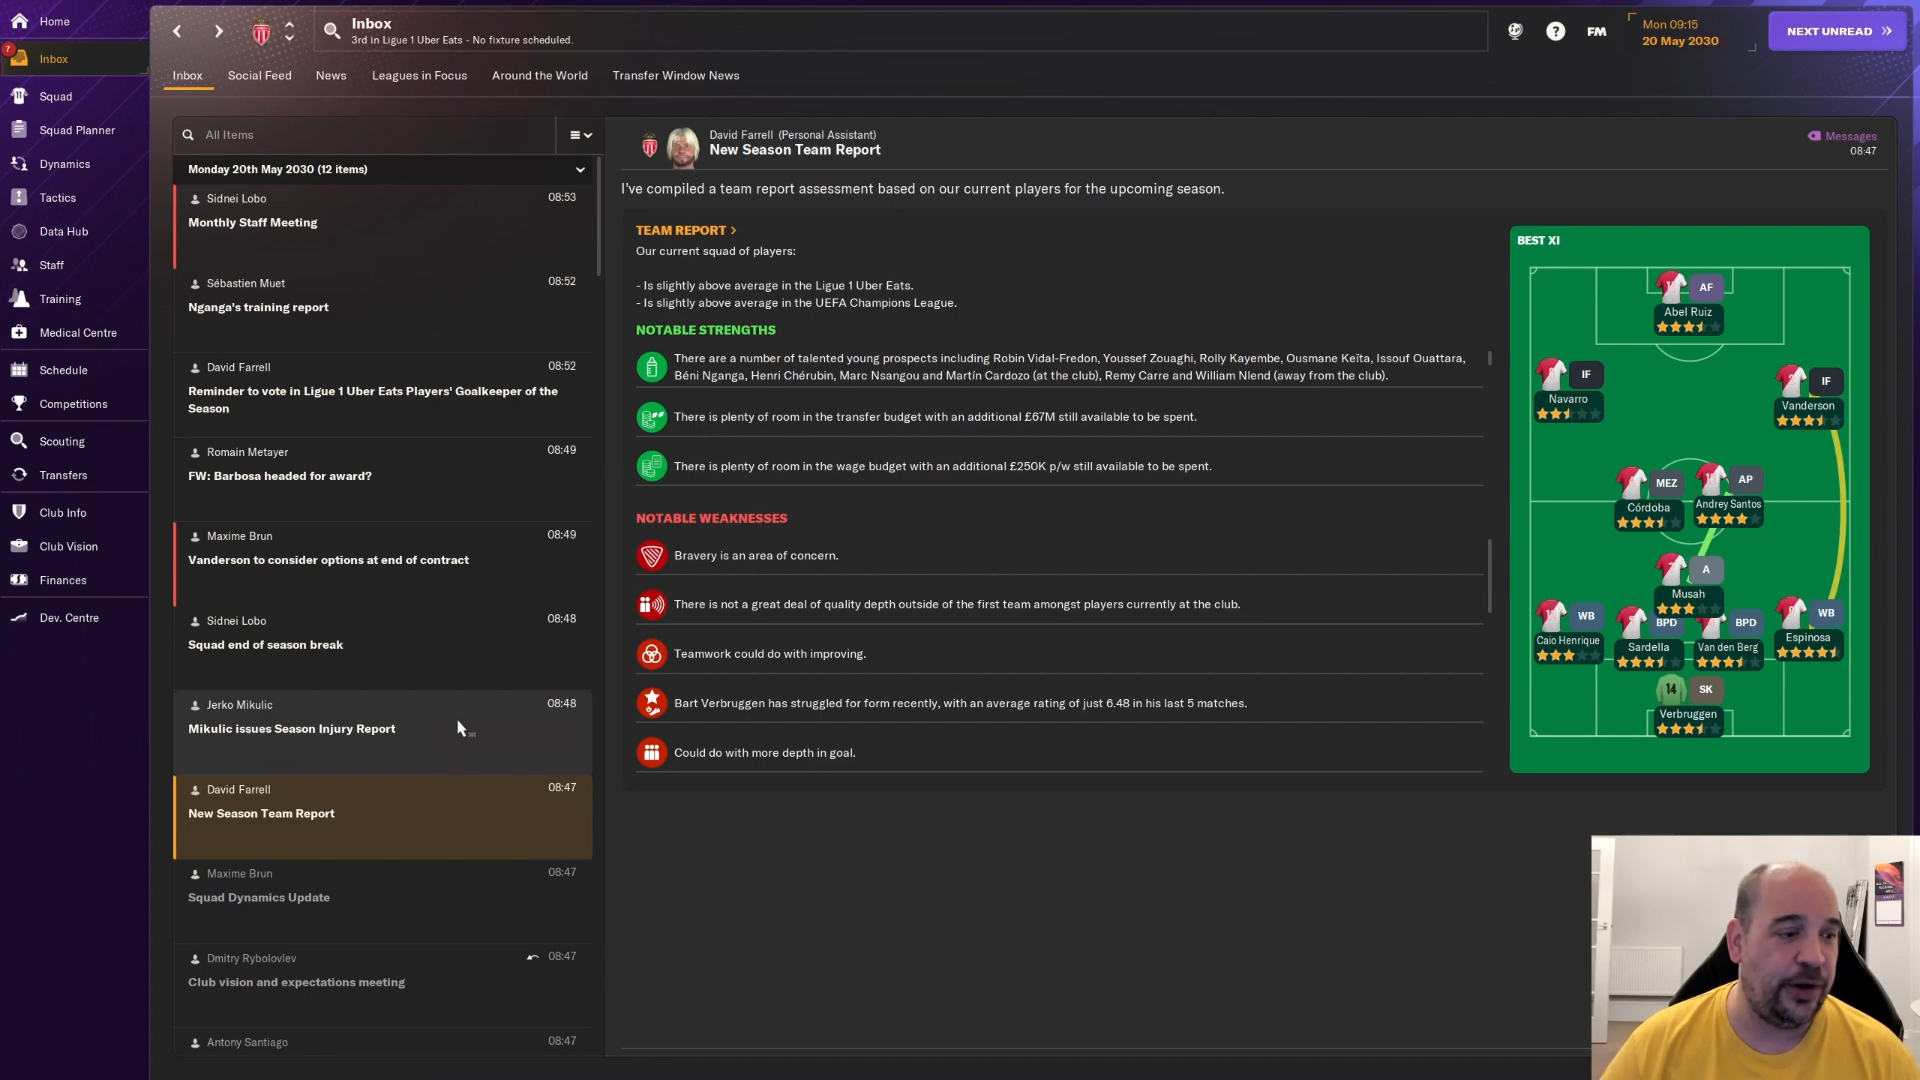 Home
7
Inbox
Squad
Squad Planner
Dynamics
Tactics
Data Hub
Staff
Training
Medical Centre
Schedule
Competitions
Scouting
Transfers
Club Info
Club Vision
Finances
Dev. Centre
Inbox
3rd in Ligue 1 Uber Eats - No fixture scheduled.
?
FM
Mon 09:15
20 May 2030
NEXT UNREAD
Inbox
Social Feed
News
Leagues in Focus
Around the World
Transfer Window News
All Items
Monday 20th May 2030 (12 items)
Sidnei Lobo 08:53
Monthly Staff Meeting
Sébastien Muet 08:52
Nganga's training report
David Farrell 08:52
Reminder to vote in Ligue 1 Uber Eats Players' Goalkeeper of the
Season
Romain Metayer 08:49
FW: Barbosa headed for award?
Maxime Brun 08:49
Vanderson to consider options at end of contract
Sidnei Lobo 08:48
Squad end of season break
Jerko Mikulic 08:48
Mikulic issues Season Injury Report
David Farrell 08:47
New Season Team Report
Maxime Brun 08:47
Squad Dynamics Update
Dmitry Rybolovlev 08:47
Club vision and expectations meeting
Antony Santiago 08:47
David Farrell (Personal Assistant)
New Season Team Report
Messages
08:47
I've compiled a team report assessment based on our current players for the upcoming season.
TEAM REPORT >
Our current squad of players:
- Is slightly above average in the Ligue 1 Uber Eats.
- Is slightly above average in the UEFA Champions League.
NOTABLE STRENGTHS
There are a number of talented young prospects including Robin Vidal-Fredon, Youssef Zouaghi, Rolly Kayembe, Ousmane Keïta, Issouf Ouattara,
Béni Nganga, Henri Chérubin, Marc Nsangou and Martín Cardozo (at the club), Remy Carre and William Nlend (away from the club).
There is plenty of room in the transfer budget with an additional £67M still available to be spent.
There is plenty of room in the wage budget with an additional £250K p/w still available to be spent.
NOTABLE WEAKNESSES
Bravery is an area of concern.
There is not a great deal of quality depth outside of the first team amongst players currently at the club.
Teamwork could do with improving.
Bart Verbruggen has struggled for form recently, with an average rating of just 6.48 in his last 5 matches.
Could do with more depth in goal.
BEST XI
AF
Abel Ruiz
IF
Navarro
IF
Vanderson
MEZ
Córdoba
AP
Andrey Santos
A
Musah
WB
Caio Henrique
BPD
Sardella
BPD
Van den Berg
WB
Espinosa
14
SK
Verbruggen